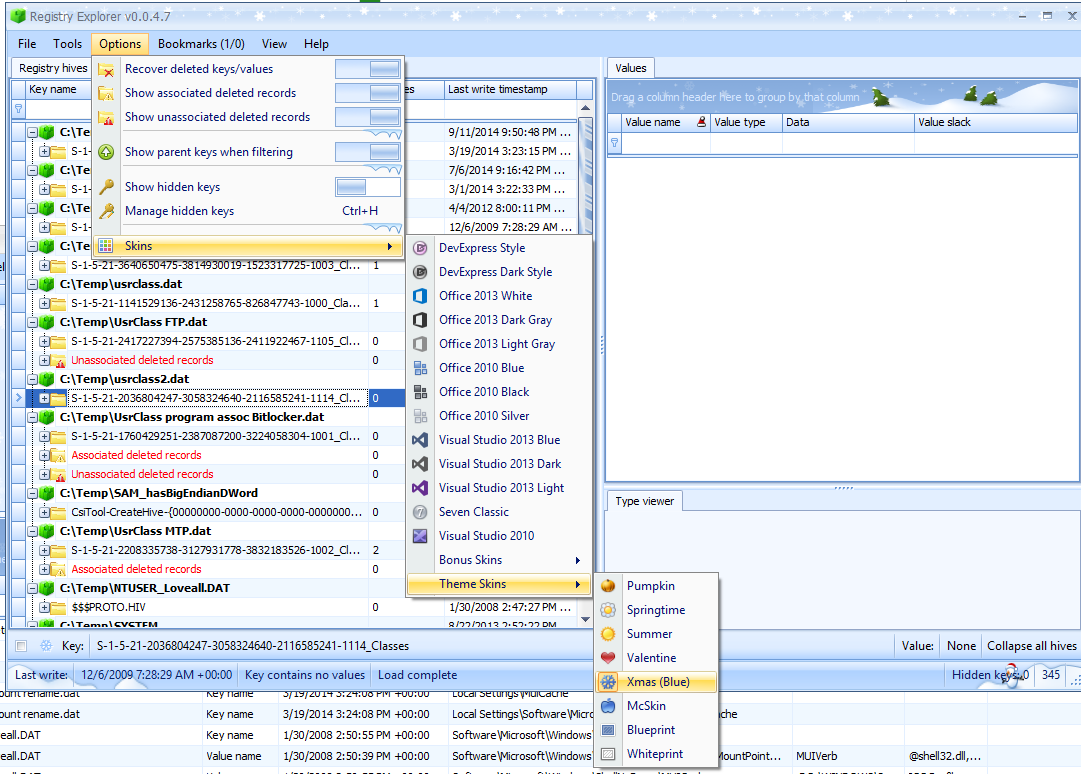 Registry Explorer v0.0.4.7
File Tools Options Bookmarks (1/0) View Help
Registry hives
Key name
Last write timestamp
Recover deleted keys/values
Show associated deleted records
Show unassociated deleted records
Show parent keys when filtering
Show hidden keys
Manage hidden keys Ctrl+H
Skins
9/11/2014 9:50:48 PM ...
3/19/2014 3:23:15 PM ...
7/6/2014 9:16:42 PM ...
3/1/2014 3:22:33 PM ...
4/4/2012 8:00:11 PM ...
12/6/2009 7:28:29 AM ...
C:\Tem
S-1-
C:\Tem
S-1-
C:\Tem
S-1-
C:\Te
S-1-5-21-3640650475-3814930019-1523317725-1003_Clas... 1
C:\Temp\usrclass.dat
S-1-5-21-1141529136-2431258765-826847743-1000_Clas... 1
C:\Temp\UsrClass FTP.dat
S-1-5-21-2417227394-2575385136-2411922467-1105_Cl... 0
Unassociated deleted records 0
C:\Temp\usrclass2.dat
S-1-5-21-2036804247-3058324640-2116585241-1114_Cl... 0
C:\Temp\UsrClass program assoc Bitlocker.dat
S-1-5-21-1760429251-2387087200-3224058304-1001_Cl... 0
Associated deleted records 0
Unassociated deleted records 0
C:\Temp\SAM_hasBigEndianDWord
CsiTool-CreateHive-{00000000-0000-0000-0000-00000000... 0
C:\Temp\UsrClass MTP.dat
S-1-5-21-2208335738-3127931778-3832183526-1002_Cl... 2
Associated deleted records 0
C:\Temp\NTUSER_Loveall.DAT
$$$PROTO.HIV 0 1/30/2008 2:47:27 PM ...
C:\Temp\SYSTEM 8/22/2013 2:52:22 PM
DevExpress Style
DevExpress Dark Style
Office 2013 White
Office 2013 Dark Gray
Office 2013 Light Gray
Office 2010 Blue
Office 2010 Black
Office 2010 Silver
Visual Studio 2013 Blue
Visual Studio 2013 Dark
Visual Studio 2013 Light
Seven Classic
Visual Studio 2010
Bonus Skins
Theme Skins
Pumpkin
Springtime
Summer
Valentine
Xmas (Blue)
McSkin
Blueprint
Whiteprint
Values
Drag a column header here to group by that column
Value name Value type Data Value slack
Type viewer
Key: S-1-5-21-2036804247-3058324640-2116585241-1114_Classes
Value: None Collapse all hives
Last write: 12/6/2009 7:28:29 AM +00:00 Key contains no values Load complete
Hidden keys: 0 345
ount rename.dat Key name 3/19/2014 3:24:08 PM +00:00 Local Settings\MuiCache
ount rename.dat Key name 3/19/2014 3:24:08 PM +00:00 Local Settings\Software\Micro ache
eall.DAT Key name 1/30/2008 2:50:55 PM +00:00 Software\Microsoft\Windows\
eall.DAT Value name 1/30/2008 2:50:39 PM +00:00 Software\Microsoft\Windows\ MountPoin... MUIVerb @shell32.dll,...